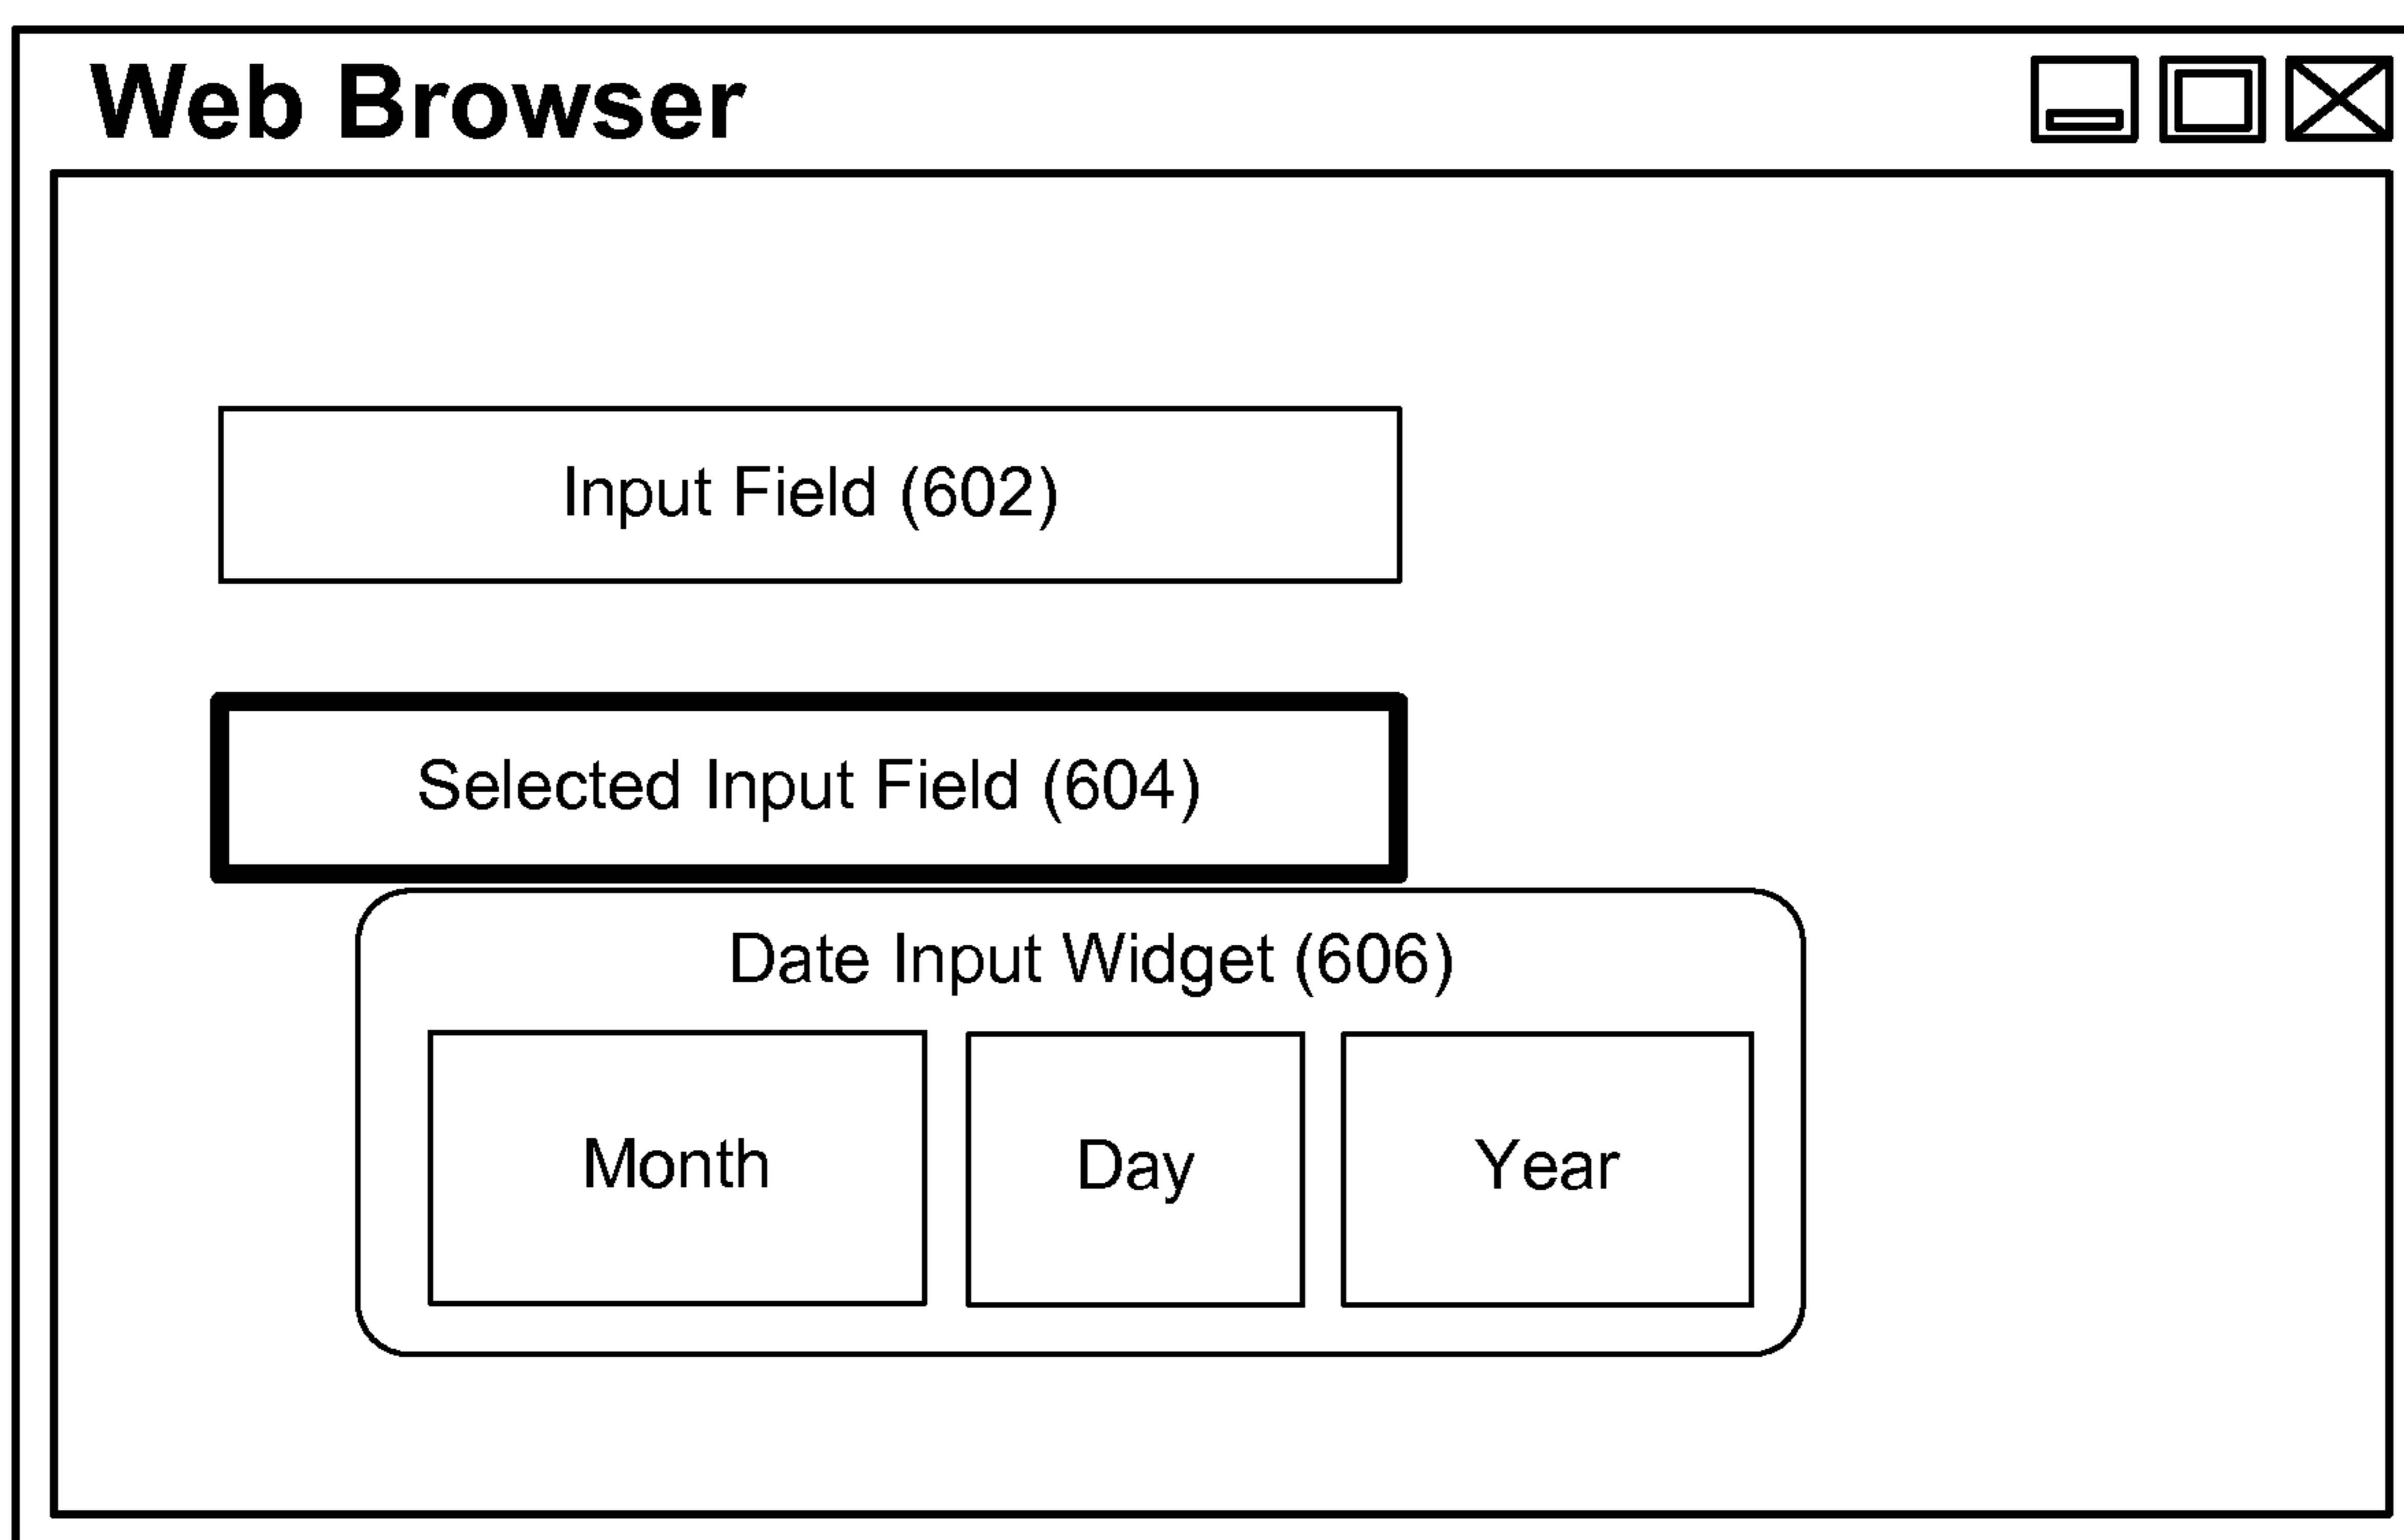 Web Browser
Input Field (602)
Selected Input Field (604)
Date Input Widget (606)
Month
Day
Year